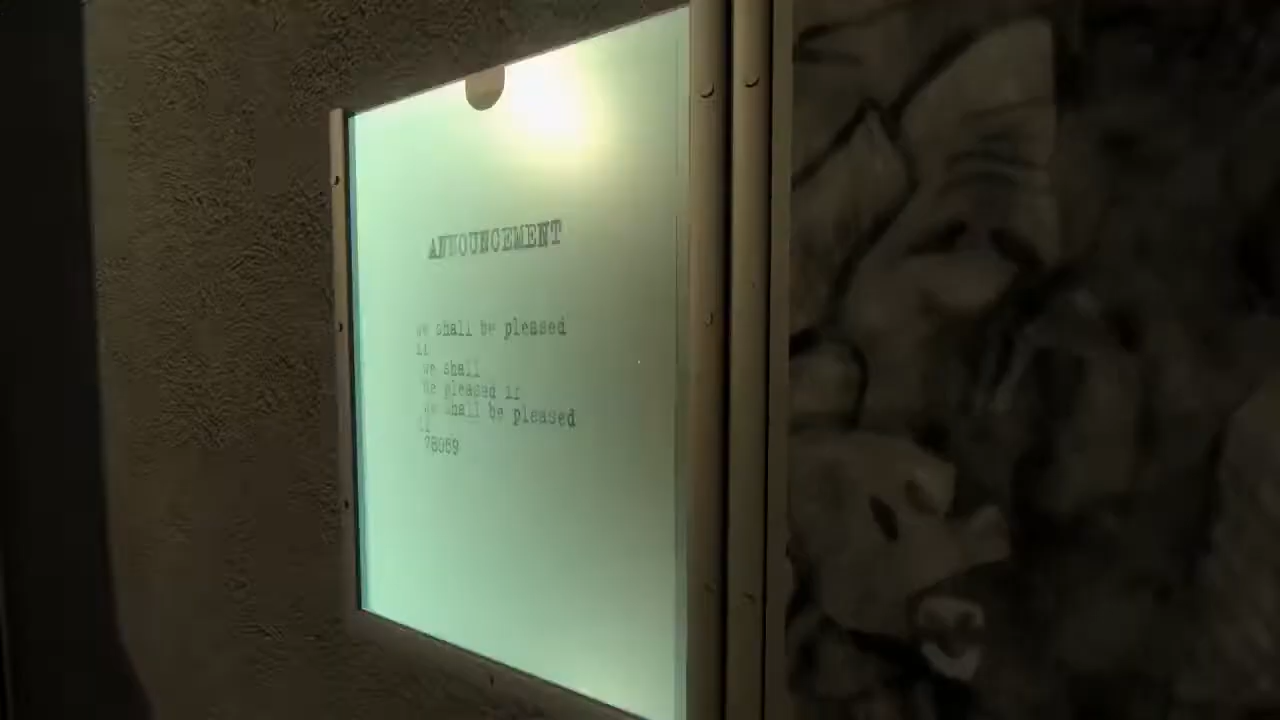 ANNOUNCEMENT
we shall be pleased
if
we shall
be pleased if
we shall be pleased
if
78069